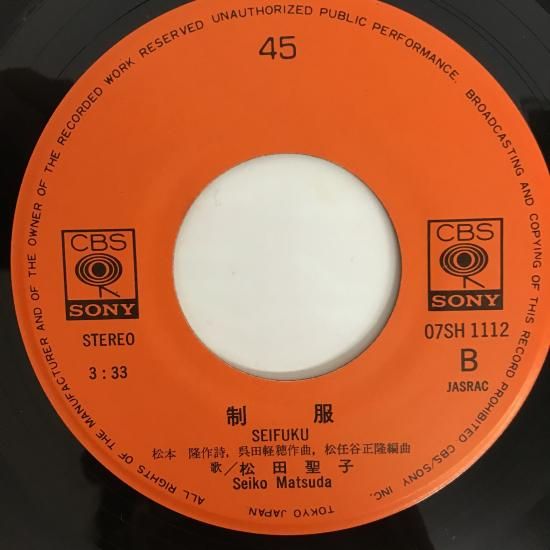 ALL RIGHTS OF THE MANUFACTURER AND OF THE OWNER OF THE RECORDED WORK RESERVED UNAUTHORIZED PUBLIC PERFORMANCE. BROADCASTING AND COPYING OF THIS RECORD PROHIBITED CBS/SONY INC. TOKYO JAPAN
45
CBS
SONY
STEREO
3:33
CBS
SONY
07SH 1112
B
JASRAC
制 服
SEIFUKU
松本 隆作詩, 呉田軽穂作曲・松任谷正隆編曲
歌/松田聖子
Seiko Matsuda